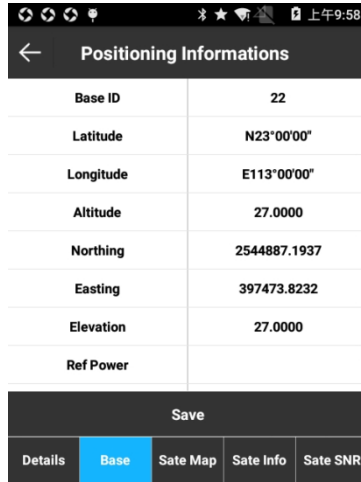 上午9:58
Positioning Informations
Base ID 22
Latitude N23°00'00"
Longitude E113°00'00"
Altitude 27.0000
Northing 2544887.1937
Easting 397473.8232
Elevation 27.0000
Ref Power
Save
Details Base Sate Map Sate Info Sate SNR